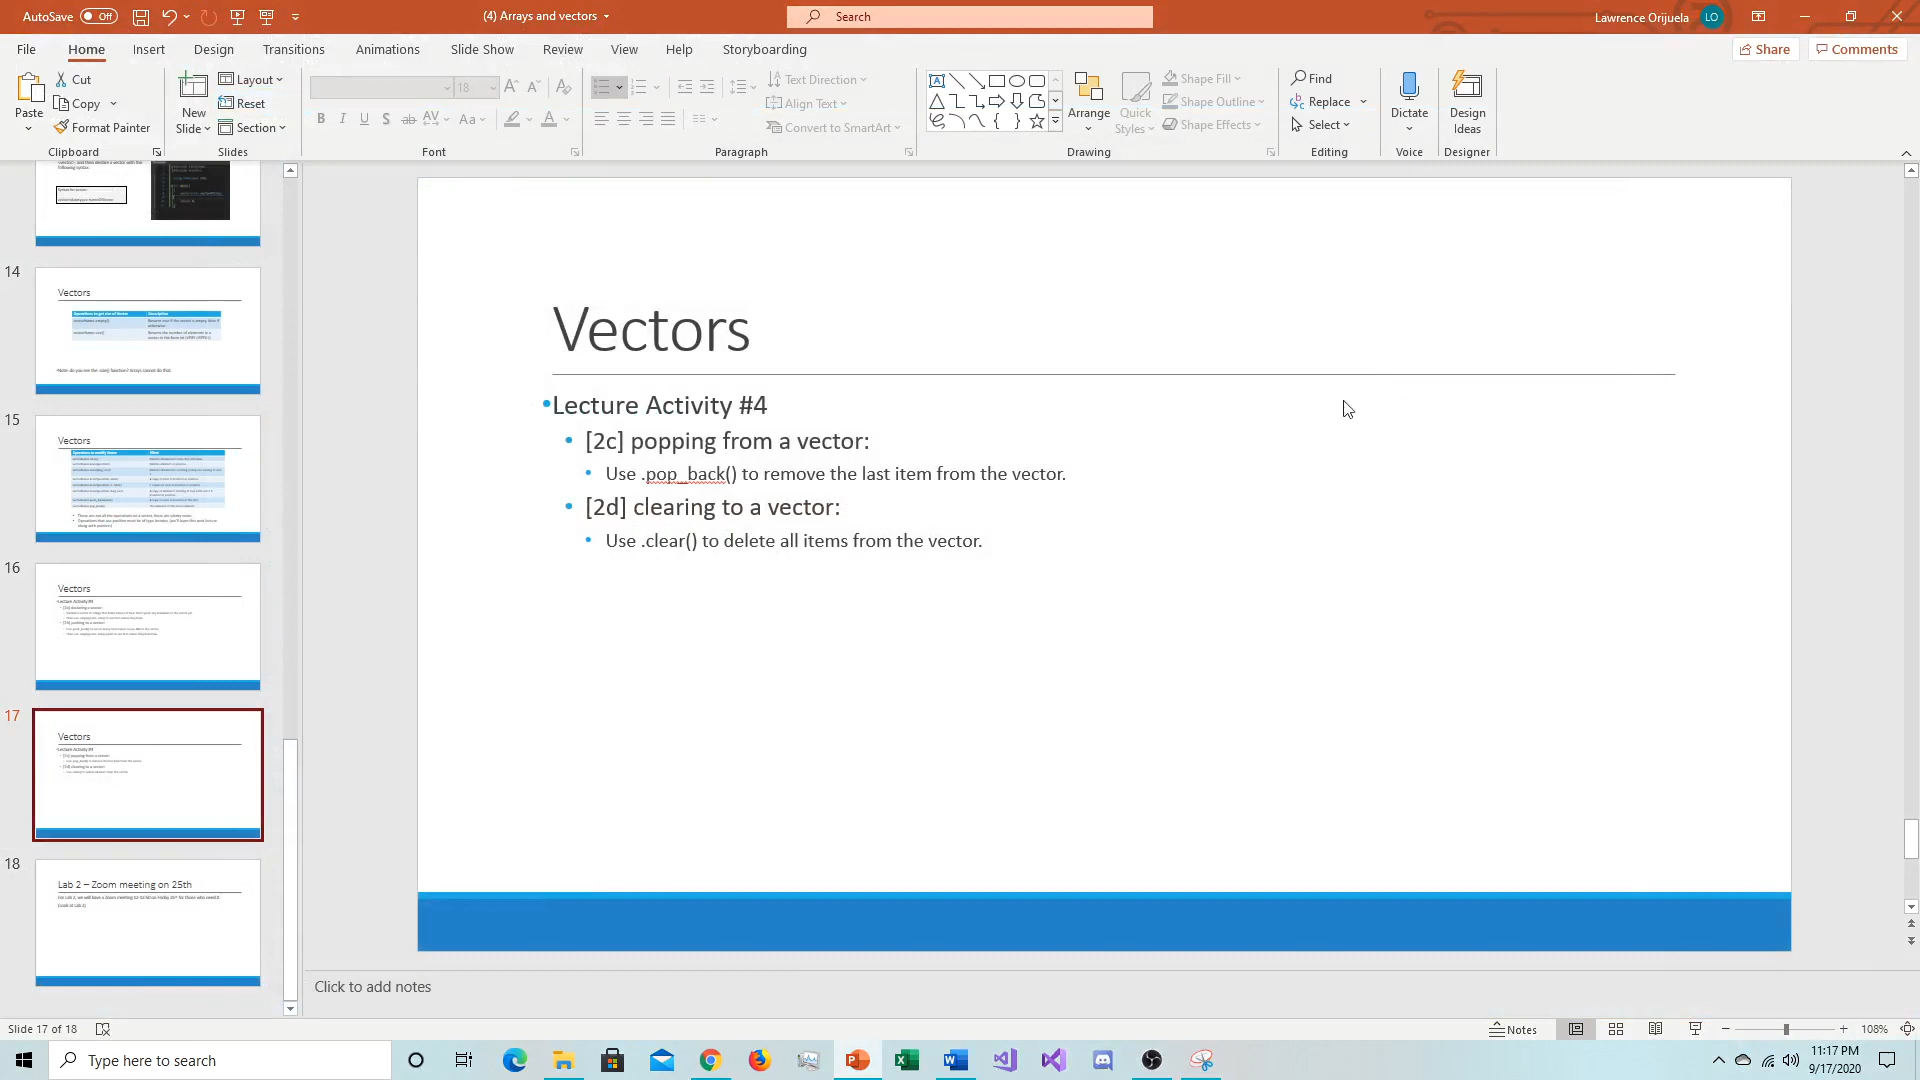 AutoSave Off
(4) Arrays and vectors
Search
Lawrence Orijuela LO
File Home Insert Design Transitions Animations Slide Show Review View Help Storyboarding
Share Comments
Paste
Cut
Copy
Format Painter
Clipboard
New Slide
Layout
Reset
Section
Slides
18
Font
Text Direction
Align Text
Convert to SmartArt
Paragraph
Arrange
Quick Styles
Shape Fill
Shape Outline
Shape Effects
Drawing
Find
Replace
Select
Editing
Dictate
Voice
Design Ideas
Designer
14
Vectors
15
Vectors
16
Vectors
17
Vectors
18
Lab 2 – Zoom meeting on 25th
Vectors
•Lecture Activity #4
• [2c] popping from a vector:
• Use .pop_back() to remove the last item from the vector.
• [2d] clearing to a vector:
• Use .clear() to delete all items from the vector.
Click to add notes
Slide 17 of 18
Notes
108%
Type here to search
11:17 PM
9/17/2020